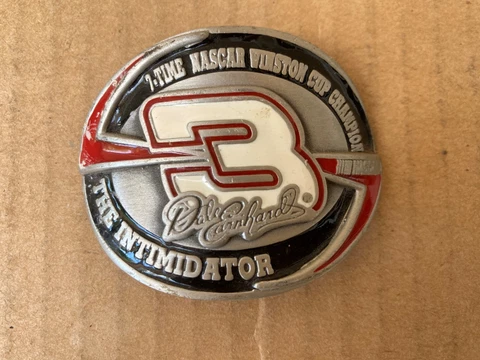 7-TIME NASCAR WINSTON CUP CHAMPION
3
Dale Earnhardt ®
THE INTIMIDATOR